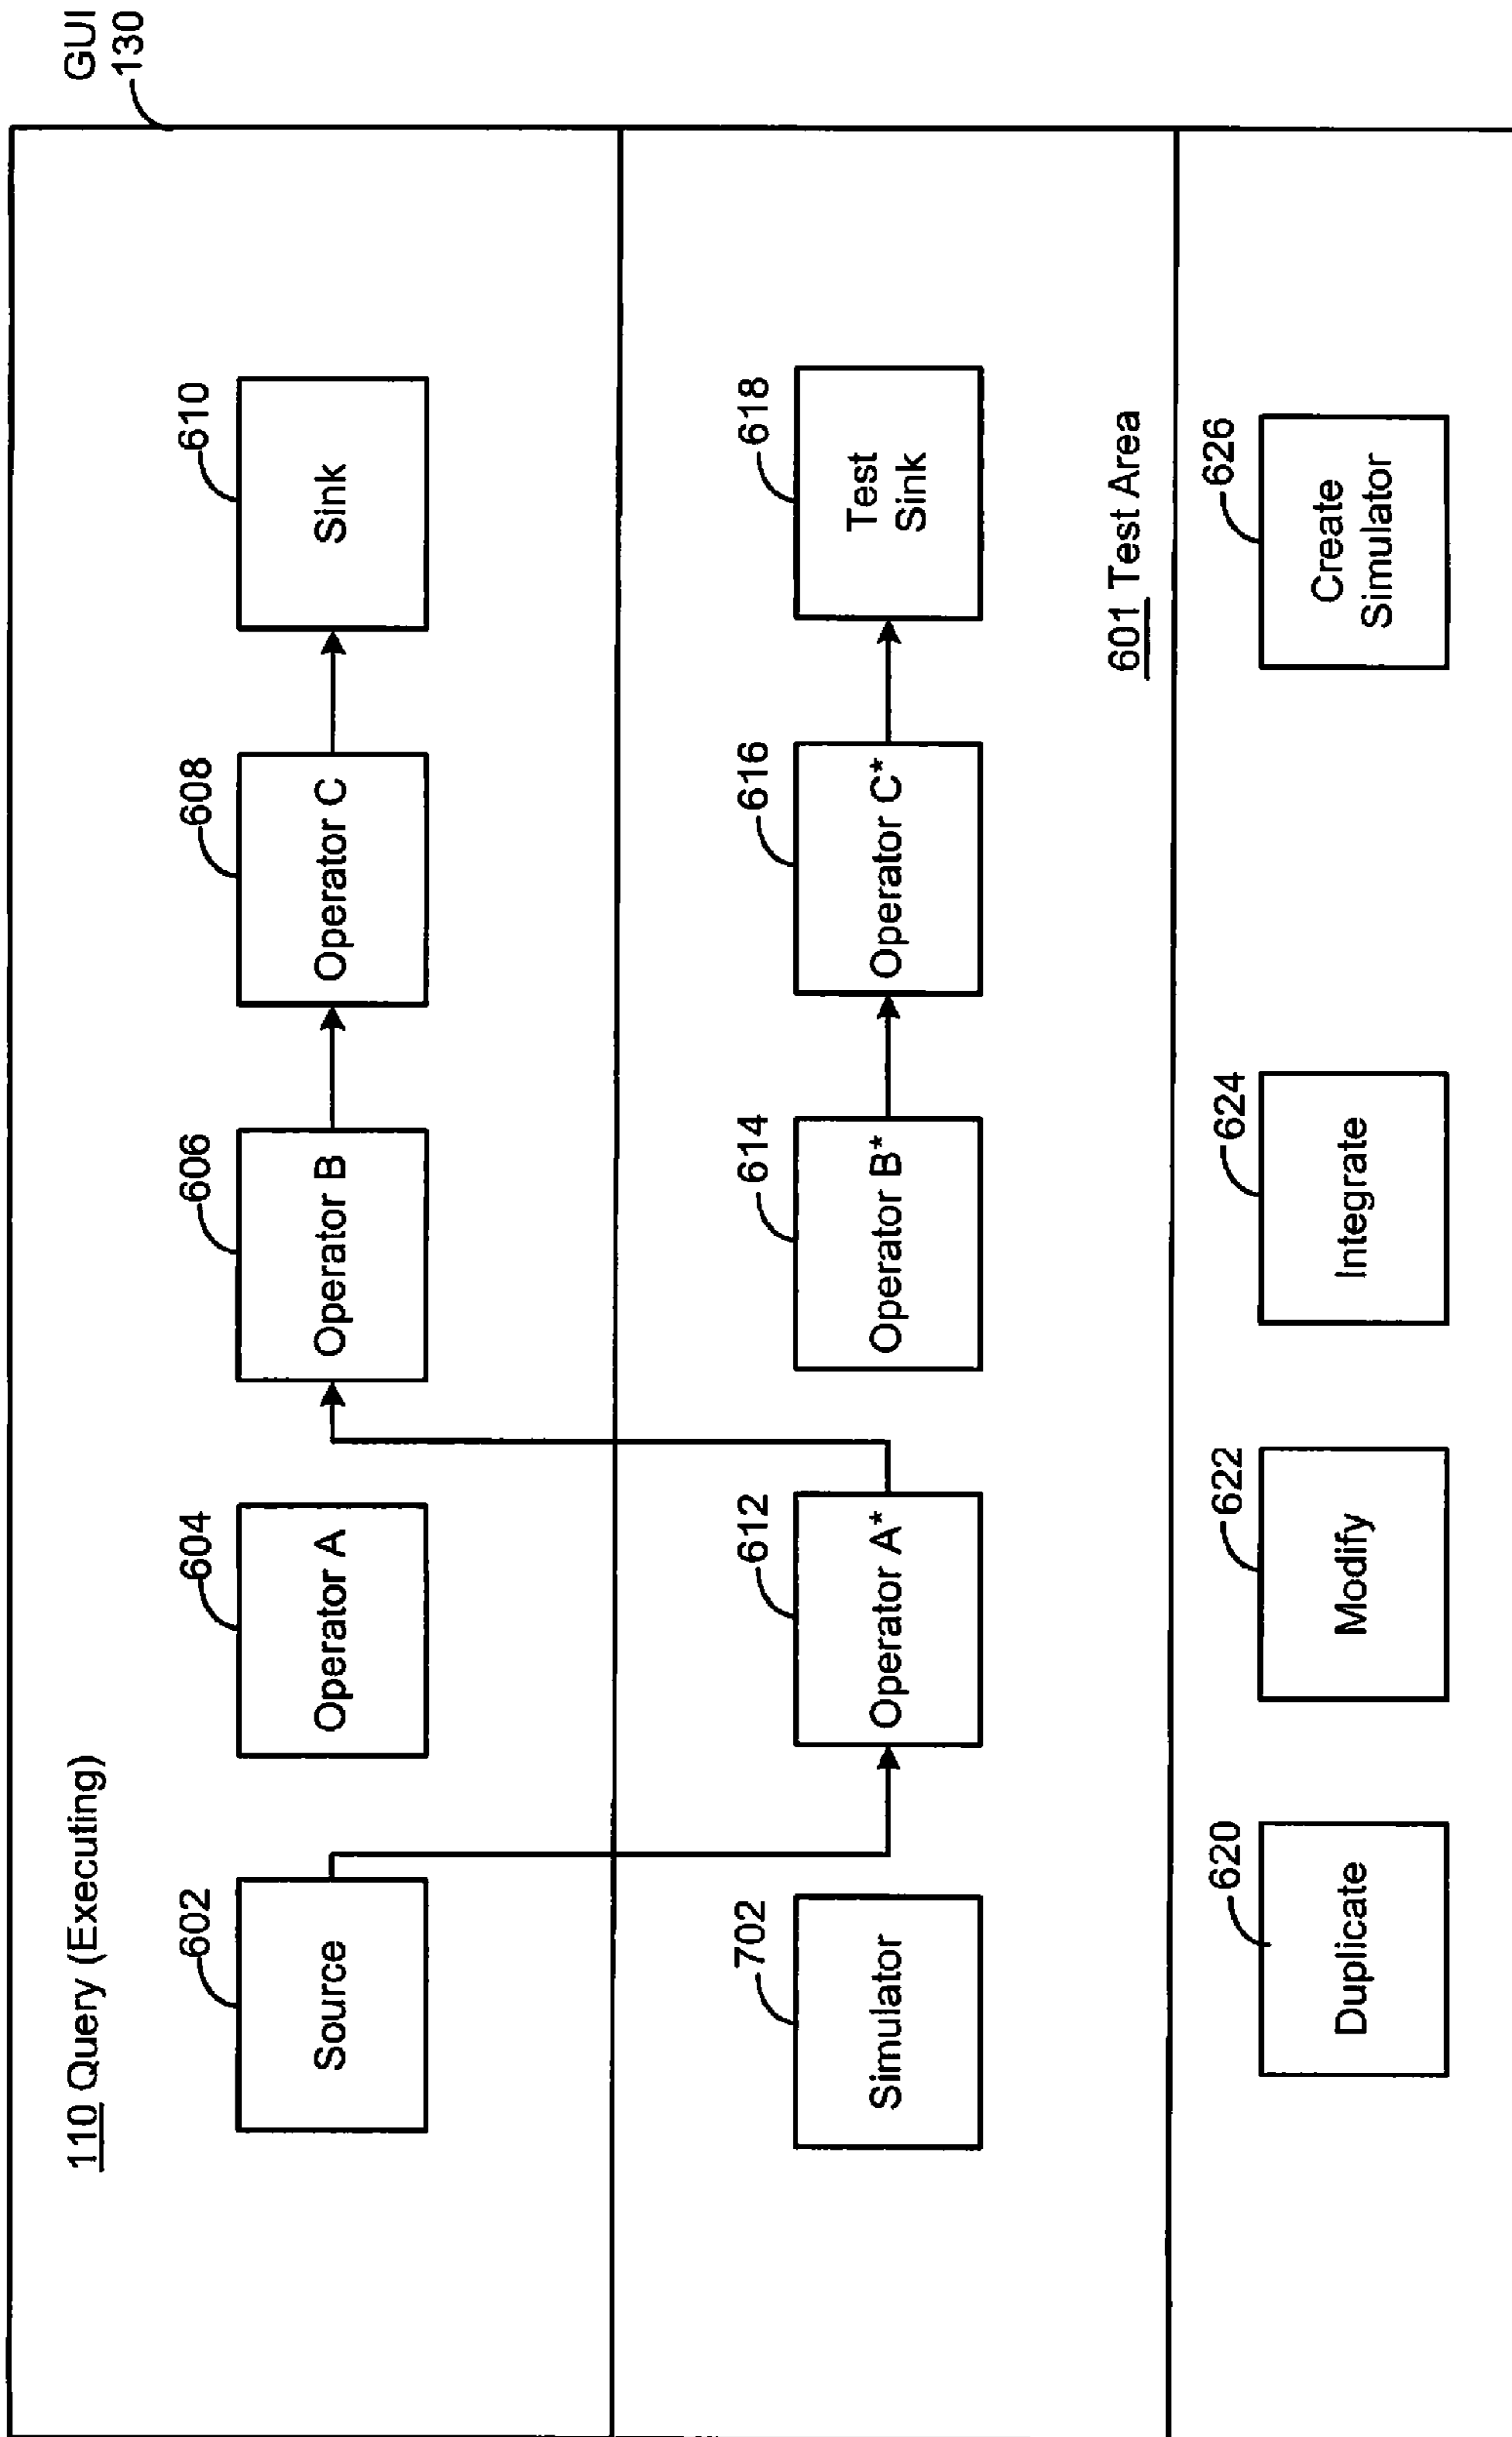 GUI
130
110 Query (Executing)
602
604
606
608
610
Source
Operator A
Operator B
Operator C
Sink
702
612
614
616
618
Simulator
Operator A*
Operator B*
Operator C*
Test
Sink
601 Test Area
620
622
624
626
Duplicate
Modify
Integrate
Create
Simulator